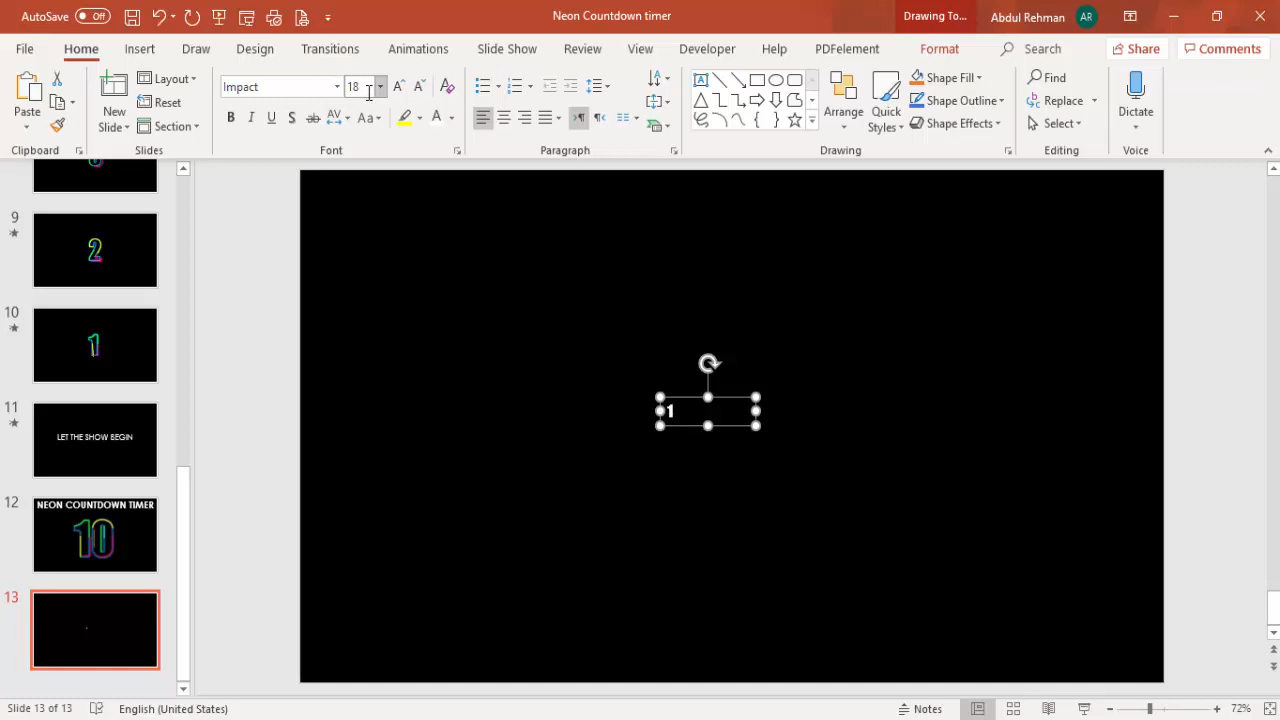 AutoSave Off
Neon Countdown timer
Drawing To...
Abdul Rehman AR
File Home Insert Draw Design Transitions Animations Slide Show Review View Developer Help PDFelement Format Search Share Comments
Paste
New Slide
Layout
Reset
Section
Impact 18
B I U S ab AV Aa A
Arrange
Quick Styles
Shape Fill
Shape Outline
Shape Effects
Find
Replace
Select
Dictate
Clipboard Slides Font Paragraph Drawing Editing Voice
9
2
10
1
11
LET THE SHOW BEGIN
12
NEON COUNTDOWN TIMER
10
13
1
Slide 13 of 13 English (United States) Notes 72%